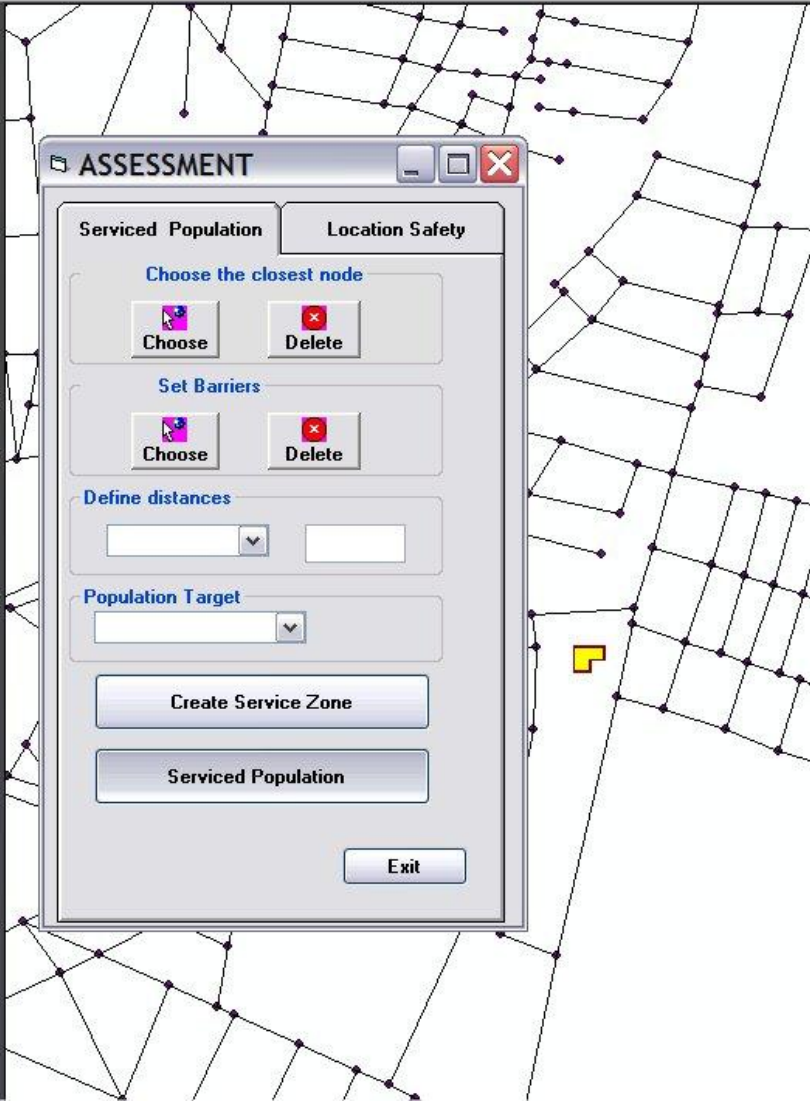 ASSESSMENT
Serviced Population
Location Safety
Choose the closest node
Choose
Delete
Set Barriers
Choose
Delete
Define distances
Population Target
Create Service Zone
Serviced Population
Exit